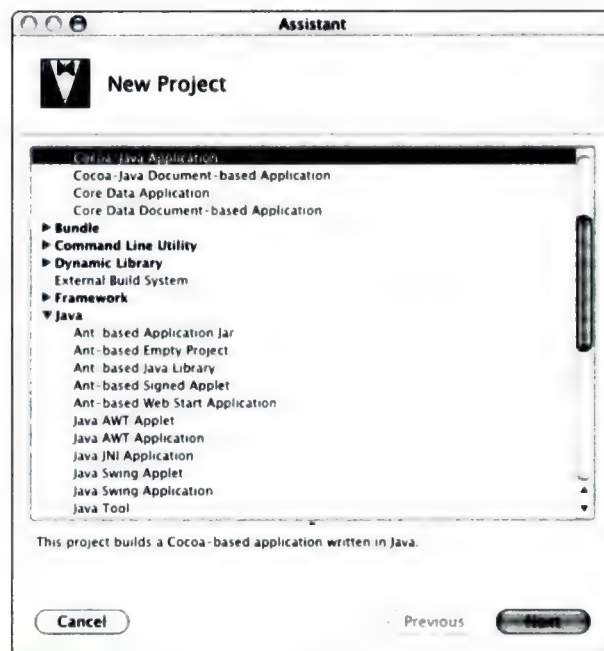 Assistant
New Project
Cocoa-Java Application
Cocoa-Java Document-based Application
Core Data Application
Core Data Document-based Application
Bundle
Command Line Utility
Dynamic Library
External Build System
Framework
Java
Ant-based Application Jar
Ant-based Empty Project
Ant-based Java Library
Ant-based Signed Applet
Ant-based Web Start Application
Java AWT Applet
Java AWT Application
Java JNI Application
Java Swing Applet
Java Swing Application
Java Tool
This project builds a Cocoa-based application written in Java.
Cancel
Previous
Next